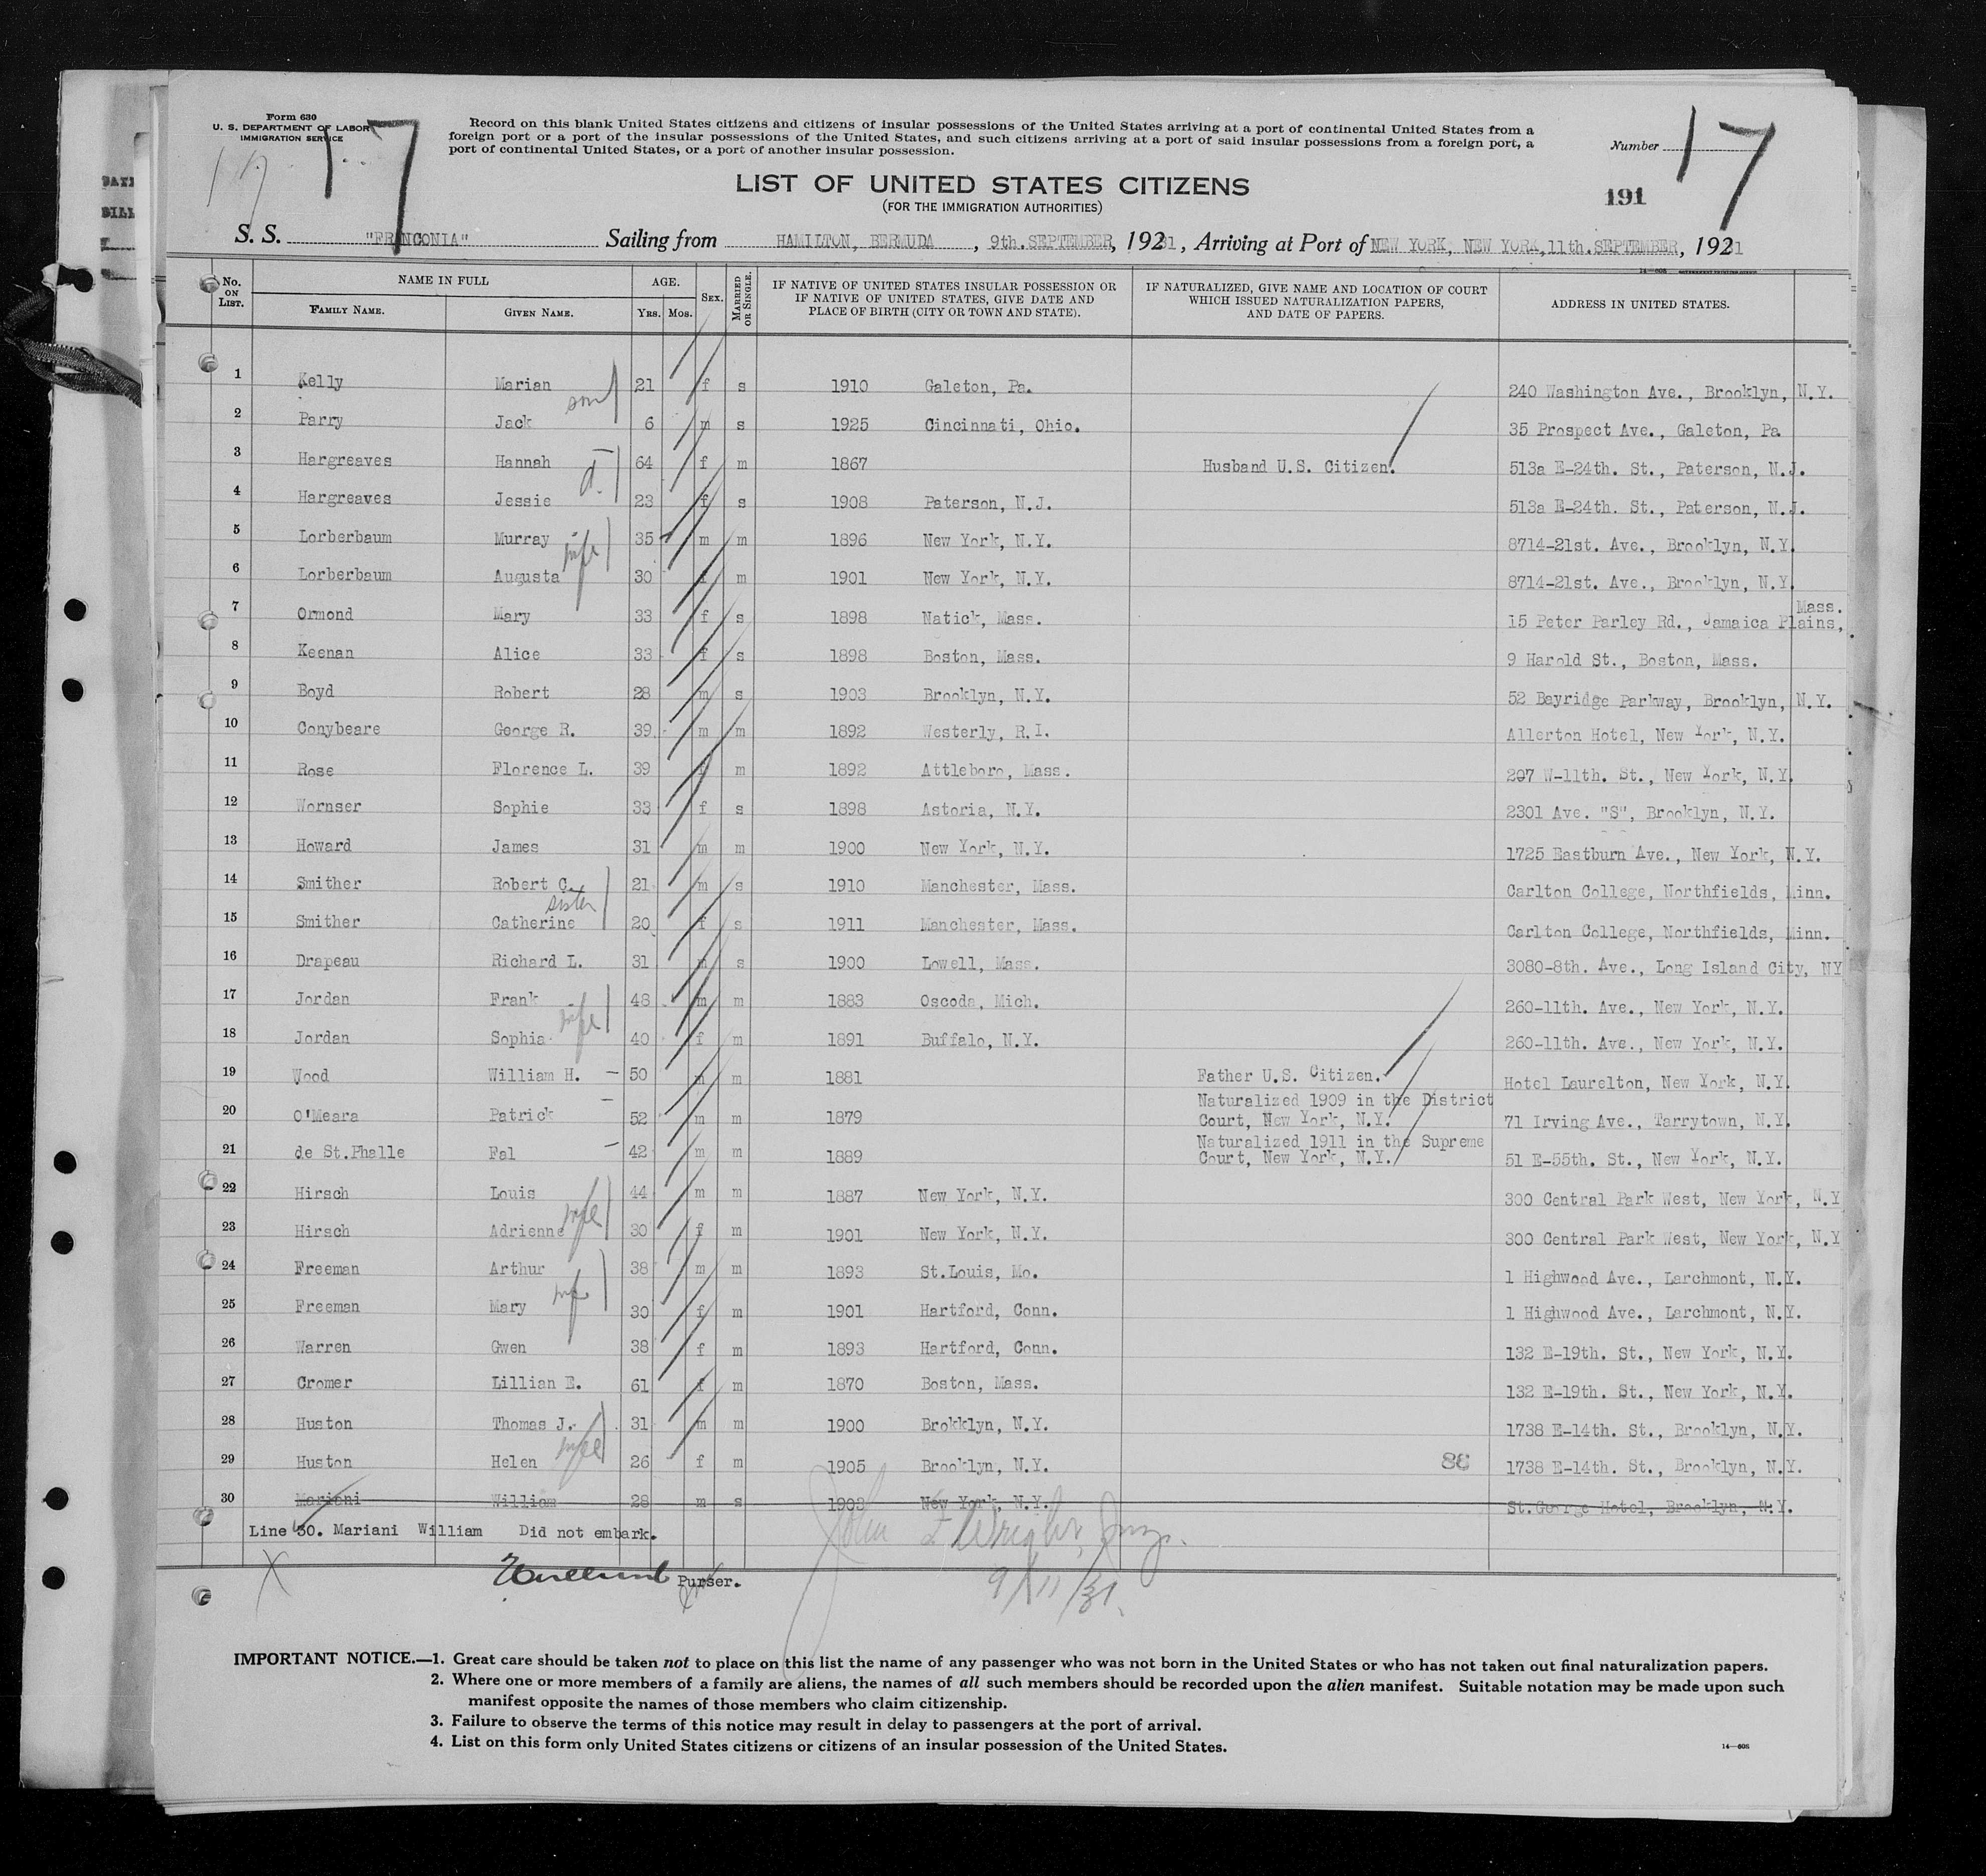 Form 630
U. S. DEPARTMENT OF LABOR
IMMIGRATION SERVICE
17
17
Record on this blank United States citizens and citizens of insular possessions of the United States arriving at a port of continental United States from a
foreign port or a port of the insular possessions of the United States, and such citizens arriving at a port of said insular possessions from a foreign port, a
port of continental United States, or a port of another insular possession.
Number 17
LIST OF UNITED STATES CITIZENS
(FOR THE IMMIGRATION AUTHORITIES)
191
S. S. "FRANCONIA" Sailing from HAMILTON, BERMUDA, 9th. SEPTEMBER, 1931, Arriving at Port of NEW YORK, NEW YORK, 11th. SEPTEMBER, 1931
No. ON LIST. NAME IN FULL FAMILY NAME. GIVEN NAME. AGE. YRS. MOS. SEX. MARRIED OR SINGLE. IF NATIVE OF UNITED STATES INSULAR POSSESSION OR IF NATIVE OF UNITED STATES, GIVE DATE AND PLACE OF BIRTH (CITY OR TOWN AND STATE). IF NATURALIZED, GIVE NAME AND LOCATION OF COURT WHICH ISSUED NATURALIZATION PAPERS, AND DATE OF PAPERS. ADDRESS IN UNITED STATES.
1 Kelly Marian 21 f s 1910 Galeton, Pa. 240 Washington Ave., Brooklyn, N.Y.
son
2 Parry Jack 6 m s 1925 Cincinnati, Ohio. 35 Prospect Ave., Galeton, Pa
3 Hargreaves Hannah 64 f m 1867 Husband U.S. Citizen. 513a E-24th. St., Paterson, N.J.
d.
4 Hargreaves Jessie 23 f s 1908 Paterson, N.J. 513a E-24th. St., Paterson, N.J.
5 Lorberbaum Murray 35 m m 1896 New York, N.Y. 8714-21st. Ave., Brooklyn, N.Y.
wife
6 Lorberbaum Augusta 30 f m 1901 New York, N.Y. 8714-21st. Ave., Brooklyn, N.Y.
7 Ormond Mary 33 f s 1898 Natick, Mass. 15 Peter Parley Rd., Jamaica Plains, Mass.
8 Keenan Alice 33 f s 1898 Boston, Mass. 9 Harold St., Boston, Mass.
9 Boyd Robert 28 m s 1903 Brooklyn, N.Y. 52 Bayridge Parkway, Brooklyn, N.Y.
10 Conybeare George R. 39 m m 1892 Westerly, R.I. Allerton Hotel, New York, N.Y.
11 Rose Florence L. 39 f m 1892 Attleboro, Mass. 207 W-11th. St., New York, N.Y.
12 Wornser Sophie 33 f s 1898 Astoria, N.Y. 2301 Ave. "S", Brooklyn, N.Y.
13 Howard James 31 m m 1900 New York, N.Y. 1725 Eastburn Ave., New York, N.Y.
14 Smither Robert C. 21 m s 1910 Manchester, Mass. Carlton College, Northfields, Minn.
sister
15 Smither Catherine 20 f s 1911 Manchester, Mass. Carlton College, Northfields, Minn.
16 Drapeau Richard L. 31 m s 1900 Lowell, Mass. 3080-8th. Ave., Long Island City, NY
17 Jordan Frank 48 m m 1883 Oscoda, Mich. 260-11th. Ave., New York, N.Y.
wife
18 Jordan Sophia 40 f m 1891 Buffalo, N.Y. 260-11th. Ave., New York, N.Y.
19 Wood William H. 50 m m 1881 Father U.S. Citizen. Hotel Laurelton, New York, N.Y.
20 O'Meara Patrick 52 m m 1879 Naturalized 1909 in the District Court, New York, N.Y. 71 Irving Ave., Tarrytown, N.Y.
21 de St.Phalle Fal 42 m m 1889 Naturalized 1911 in the Supreme Court, New York, N.Y. 51 E-55th. St., New York, N.Y.
22 Hirsch Louis 44 m m 1887 New York, N.Y. 300 Central Park West, New York, N.Y
wife
23 Hirsch Adrienne 30 f m 1901 New York, N.Y. 300 Central Park West, New York, N.Y
24 Freeman Arthur 38 m m 1893 St.Louis, Mo. 1 Highwood Ave., Larchmont, N.Y.
wife
25 Freeman Mary 30 f m 1901 Hartford, Conn. 1 Highwood Ave., Larchmont, N.Y.
26 Warren Gwen 38 f m 1893 Hartford, Conn. 132 E-19th. St., New York, N.Y.
27 Cromer Lillian E. 61 f m 1870 Boston, Mass. 132 E-19th. St., New York, N.Y.
28 Huston Thomas J. 31 m m 1900 Brokklyn, N.Y. 1738 E-14th. St., Brooklyn, N.Y.
wife
29 Huston Helen 26 f m 1905 Brooklyn, N.Y. 1738 E-14th. St., Brooklyn, N.Y.
30 Mariani William 28 m s 1903 New York, N.Y. St.George Hotel, Brooklyn, N.Y.
Line 30. Mariani William Did not embark.
Purser.
9/11/31.
IMPORTANT NOTICE.—1. Great care should be taken not to place on this list the name of any passenger who was not born in the United States or who has not taken out final naturalization papers.
2. Where one or more members of a family are aliens, the names of all such members should be recorded upon the alien manifest. Suitable notation may be made upon such
manifest opposite the names of those members who claim citizenship.
3. Failure to observe the terms of this notice may result in delay to passengers at the port of arrival.
4. List on this form only United States citizens or citizens of an insular possession of the United States.